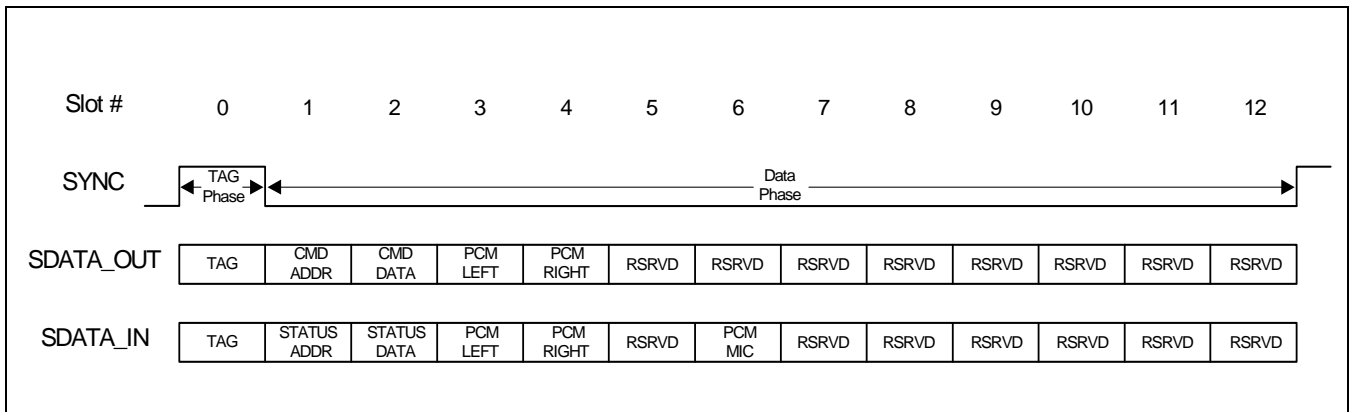 Slot # 0 1 2 3 4 5 6 7 8 9 10 11 12
SYNC
TAG
Phase
Data
Phase
SDATA_OUT TAG CMD ADDR CMD DATA PCM LEFT PCM RIGHT RSRVD RSRVD RSRVD RSRVD RSRVD RSRVD RSRVD RSRVD
SDATA_IN TAG STATUS ADDR STATUS DATA PCM LEFT PCM RIGHT RSRVD PCM MIC RSRVD RSRVD RSRVD RSRVD RSRVD RSRVD